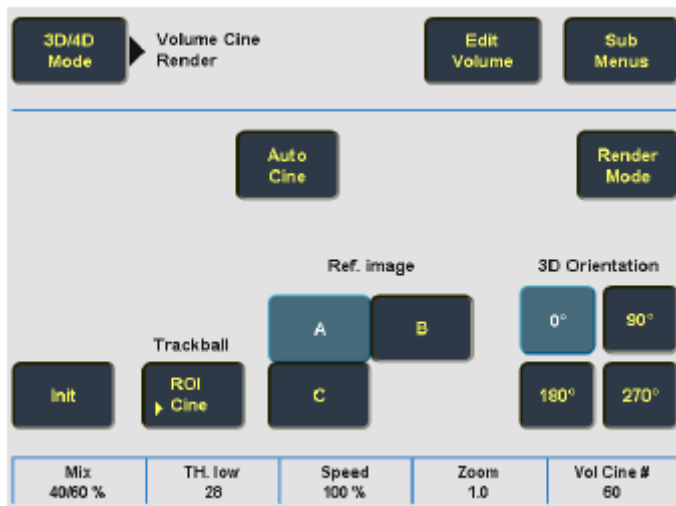 3D/4D
Mode
Volume Cine
Render
Edit
Volume
Sub
Menus
Auto
Cine
Render
Mode
Ref. image
3D Orientation
A
B
0°
90°
Trackball
Init
ROI
Cine
C
180°
270°
Mix
40/60 %
TH. low
28
Speed
100 %
Zoom
1.0
Vol Cine #
60